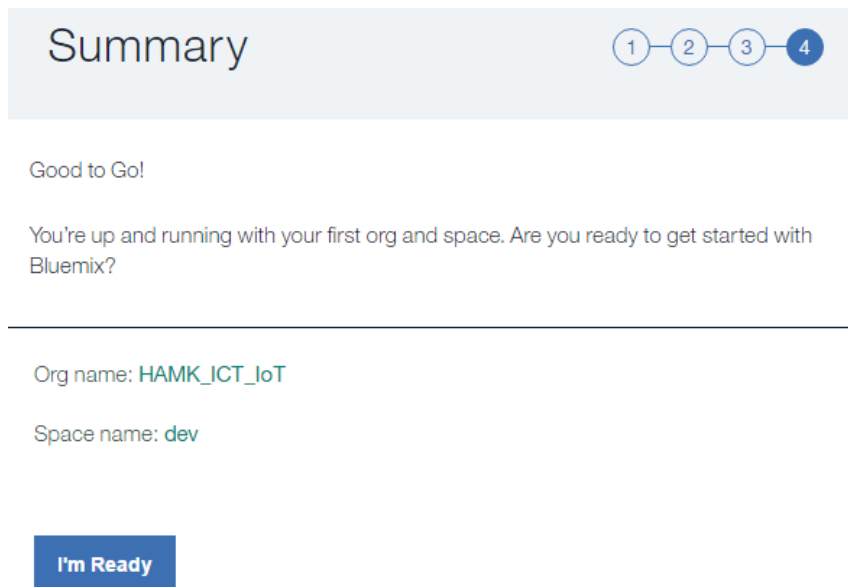 Summary
1 2 3 4
Good to Go!
You're up and running with your first org and space. Are you ready to get started with
Bluemix?
Org name: HAMK_ICT_IoT
Space name: dev
I'm Ready